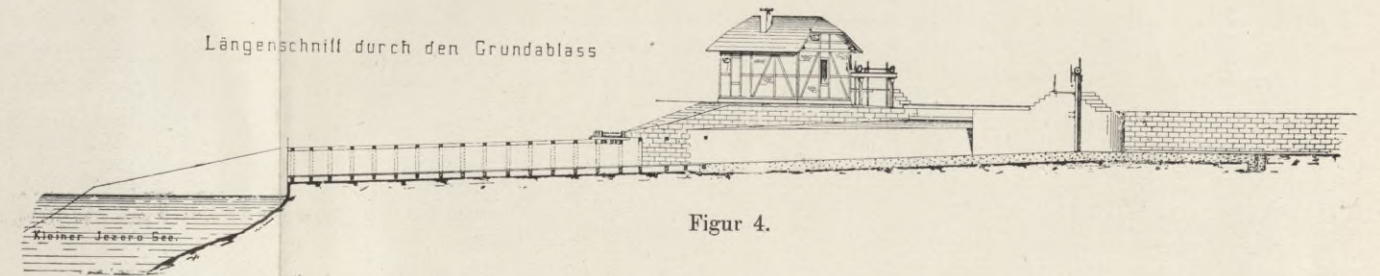 Längenschnitt durch den Grundablass
Kleiner Jezero See.
Figur 4.